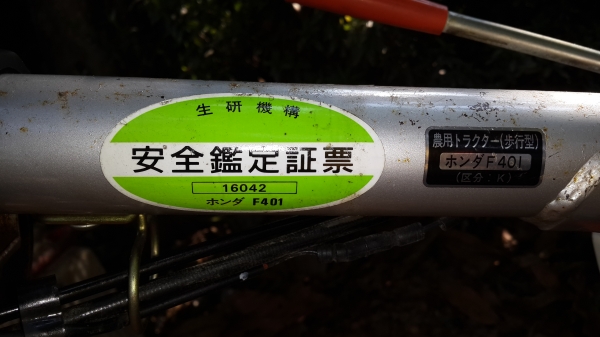 生研機構
安全鑑定証票
16042
ホンダ F401
農用トラクター(歩行型)
ホンダF401
(区分:K)